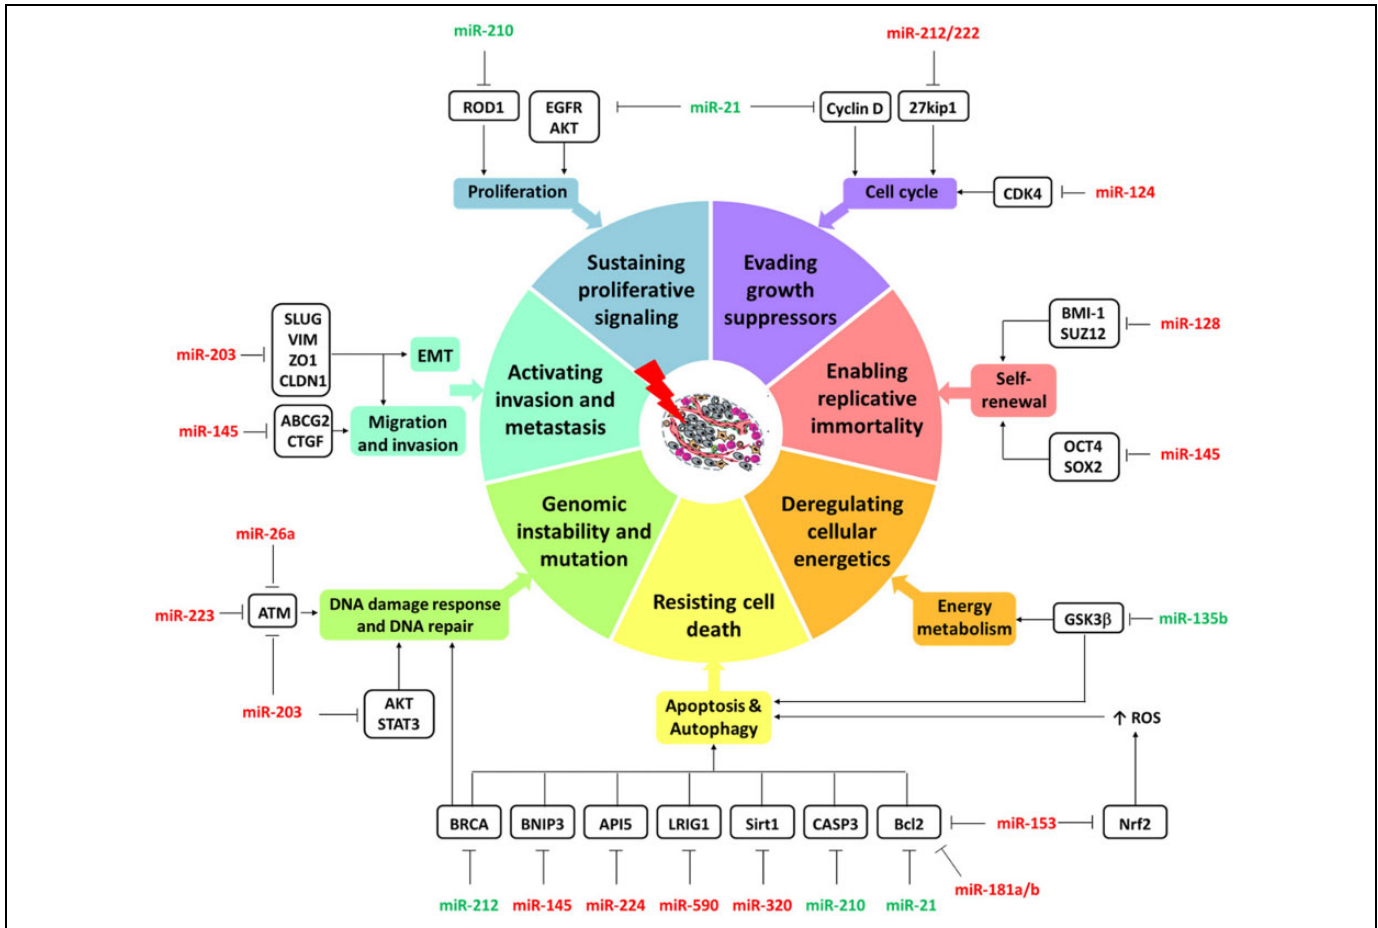 miR-210
miR-212/222
ROD1
EGFR
AKT
miR-21
Cyclin D
27kip1
Proliferation
Cell cycle
CDK4
miR-124
Sustaining
proliferative
signaling
Evading
growth
suppressors
SLUG
VIM
ZO1
CLDN1
miR-203
EMT
BMI-1
SUZ12
miR-128
Activating
invasion and
metastasis
Enabling
replicative
immortality
Self-
renewal
miR-145
ABCG2
CTGF
Migration
and invasion
OCT4
SOX2
miR-145
Genomic
instability and
mutation
Deregulating
cellular
energetics
miR-26a
miR-223
ATM
DNA damage response
and DNA repair
Resisting cell
death
Energy
metabolism
GSK3β
miR-135b
miR-203
AKT
STAT3
Apoptosis &
Autophagy
↑ ROS
BRCA
BNIP3
API5
LRIG1
Sirt1
CASP3
Bcl2
miR-153
Nrf2
miR-181a/b
miR-212
miR-145
miR-224
miR-590
miR-320
miR-210
miR-21